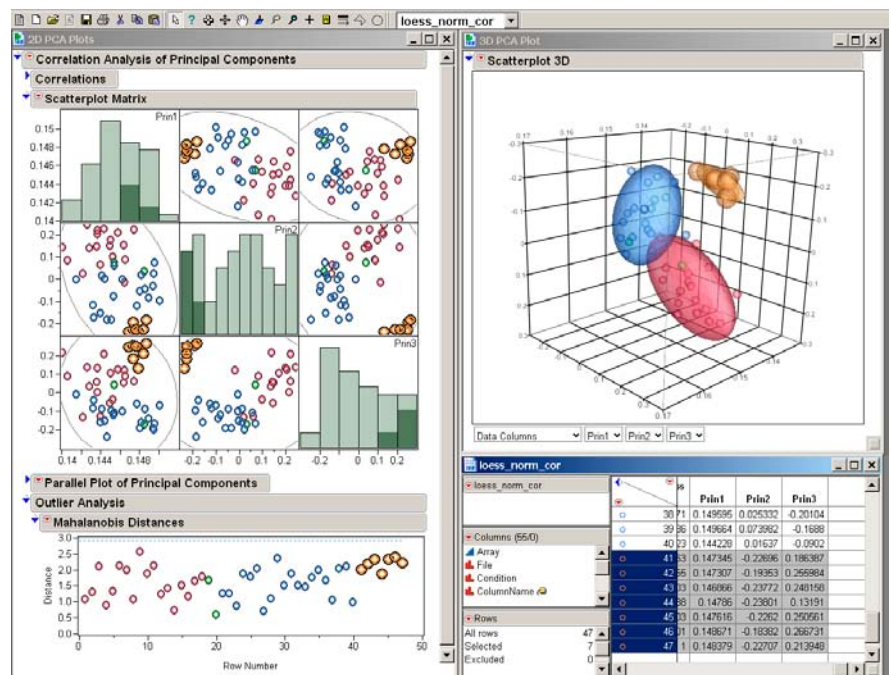 loess_norm_cor
2D PCA Plots
Correlation Analysis of Principal Components
Correlations
Scatterplot Matrix
Prin1
0.15
0.148
0.146
0.144
0.142
0.14
Prin2
0.2
0.1
0
-0.1
-0.2
Prin3
0.2
0.1
0
-0.1
-0.2
0.14 0.144 0.148 -0.2 0 0.1 0.2 -0.2 0 0.1 0.2
Parallel Plot of Principal Components
Outlier Analysis
Mahalanobis Distances
Distance
3.0
2.5
2.0
1.5
1.0
0.5
0.0
0 10 20 30 40 50
Row Number
3D PCA Plot
Scatterplot 3D
Data Columns Prin1 Prin2 Prin3
loess_norm_cor
loess_norm_cor
Columns (55/0)
Array
File
Condition
ColumnName
Rows
All rows 47
Selected 7
Excluded 0
Prin1 Prin2 Prin3
38 0.149595 0.025332 -0.20104
39 0.149664 0.073982 -0.1688
40 0.144228 0.01637 -0.0902
41 0.147345 -0.22696 0.186387
42 0.147307 -0.19353 0.255984
43 0.146866 -0.23772 0.248158
44 0.14786 -0.23801 0.13191
45 0.147616 -0.2262 0.250561
46 0.148671 -0.18382 0.266731
47 0.148379 -0.22707 0.213948